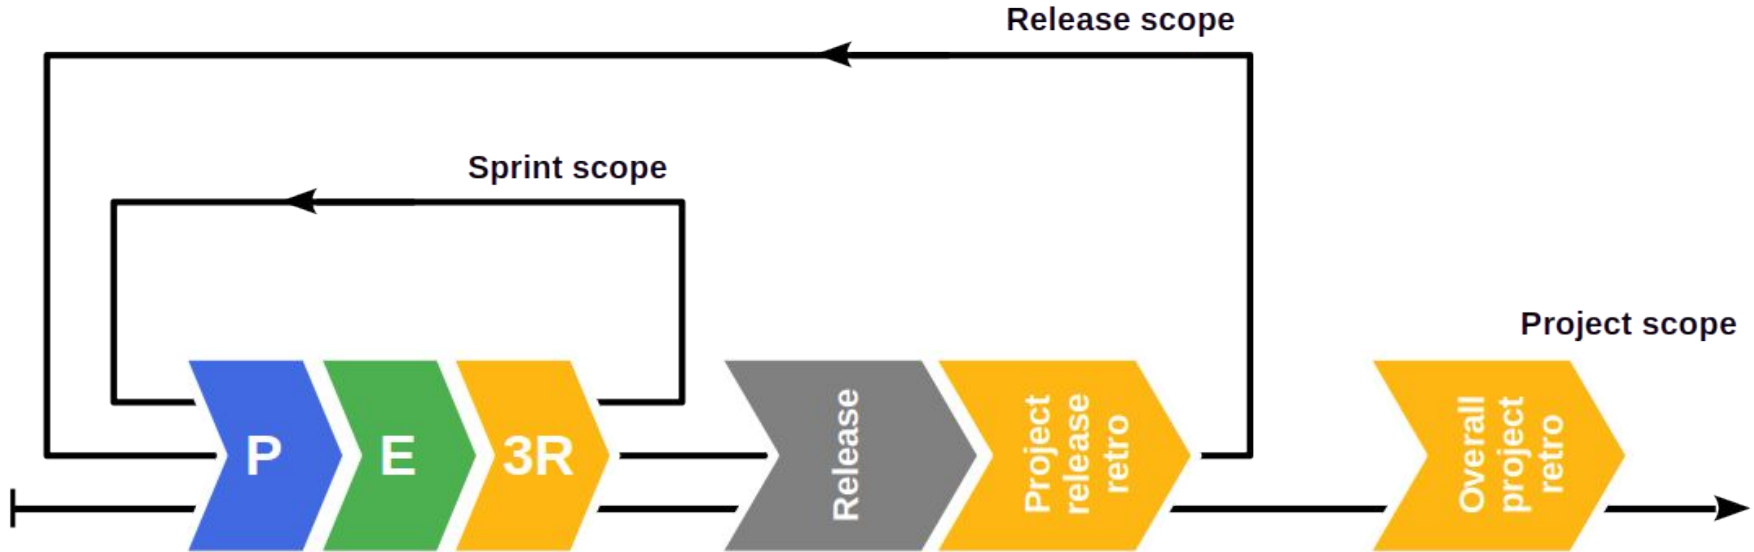 Release scope
Sprint scope
Project scope
P
E
3R
Release
Project
release
retro
Overall
project
retro